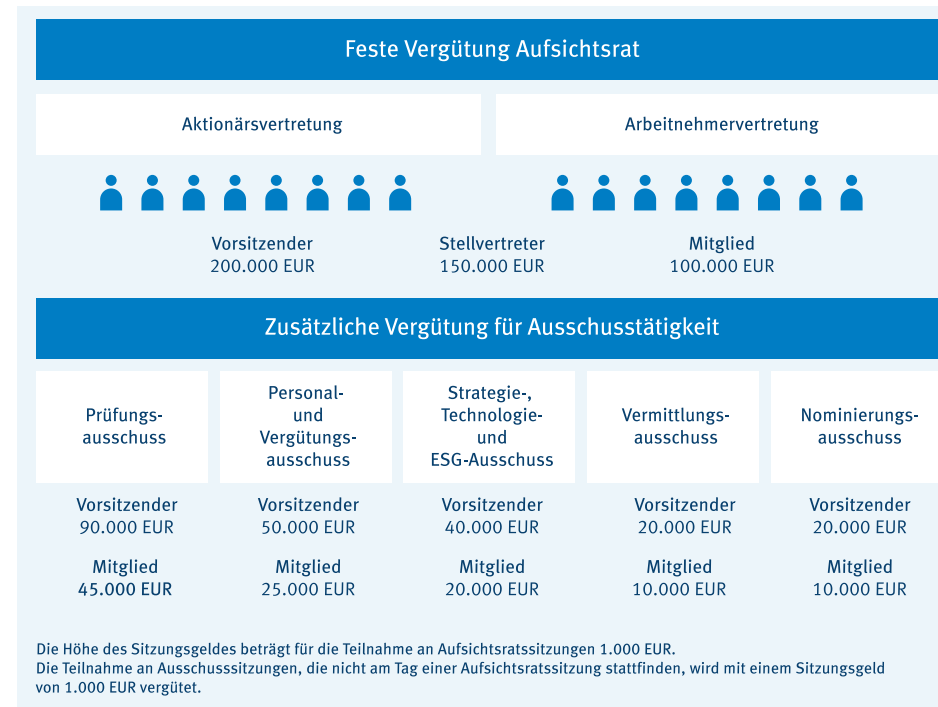 Feste Vergütung Aufsichtsrat
Aktionärsvertretung
Arbeitnehmervertretung
Vorsitzender
200.000 EUR
Stellvertreter
150.000 EUR
Mitglied
100.000 EUR
Zusätzliche Vergütung für Ausschusstätigkeit
Prüfungs-
ausschuss
Personal-
und
Vergütungs-
ausschuss
Strategie-,
Technologie-
und
ESG-Ausschuss
Vermittlungs-
ausschuss
Nominierungs-
ausschuss
Vorsitzender
90.000 EUR
Vorsitzender
50.000 EUR
Vorsitzender
40.000 EUR
Vorsitzender
20.000 EUR
Vorsitzender
20.000 EUR
Mitglied
45.000 EUR
Mitglied
25.000 EUR
Mitglied
20.000 EUR
Mitglied
10.000 EUR
Mitglied
10.000 EUR
Die Höhe des Sitzungsgeldes beträgt für die Teilnahme an Aufsichtsratssitzungen 1.000 EUR.
Die Teilnahme an Ausschusssitzungen, die nicht am Tag einer Aufsichtsratssitzung stattfinden, wird mit einem Sitzungsgeld
von 1.000 EUR vergütet.